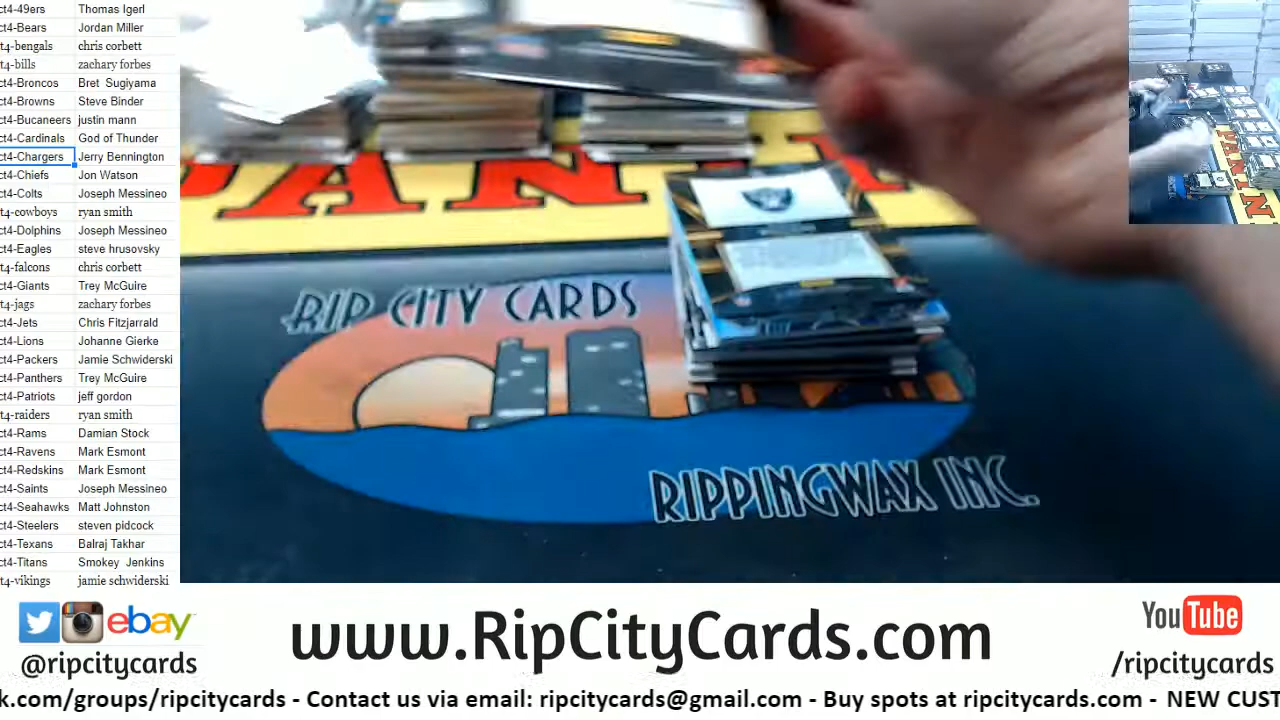 ct4-49ers Thomas Igerl
ct4-Bears Jordan Miller
t4-bengals chris corbett
t4-bills zachary forbes
ct4-Broncos Bret Sugiyama
ct4-Browns Steve Binder
ct4-Bucaneers justin mann
ct4-Cardinals God of Thunder
ct4-Chargers Jerry Bennington
ct4-Chiefs Jon Watson
ct4-Colts Joseph Messineo
t4-cowboys ryan smith
ct4-Dolphins Joseph Messineo
ct4-Eagles steve hrusovsky
t4-falcons chris corbett
ct4-Giants Trey McGuire
t4-jags zachary forbes
ct4-Jets Chris Fitzjarrald
ct4-Lions Johanne Gierke
ct4-Packers Jamie Schwiderski
ct4-Panthers Trey McGuire
ct4-Patriots jeff gordon
t4-raiders ryan smith
ct4-Rams Damian Stock
ct4-Ravens Mark Esmont
ct4-Redskins Mark Esmont
ct4-Saints Joseph Messineo
ct4-Seahawks Matt Johnston
ct4-Steelers steven pidcock
ct4-Texans Balraj Takhar
ct4-Titans Smokey Jenkins
t4-vikings jamie schwiderski
PANI
RIP CITY CARDS
RIPPINGWAX INC.
ebay
@ripcitycards
www.RipCityCards.com
YouTube
/ripcitycards
k.com/groups/ripcitycards - Contact us via email: ripcitycards@gmail.com - Buy spots at ripcitycards.com - NEW CUST